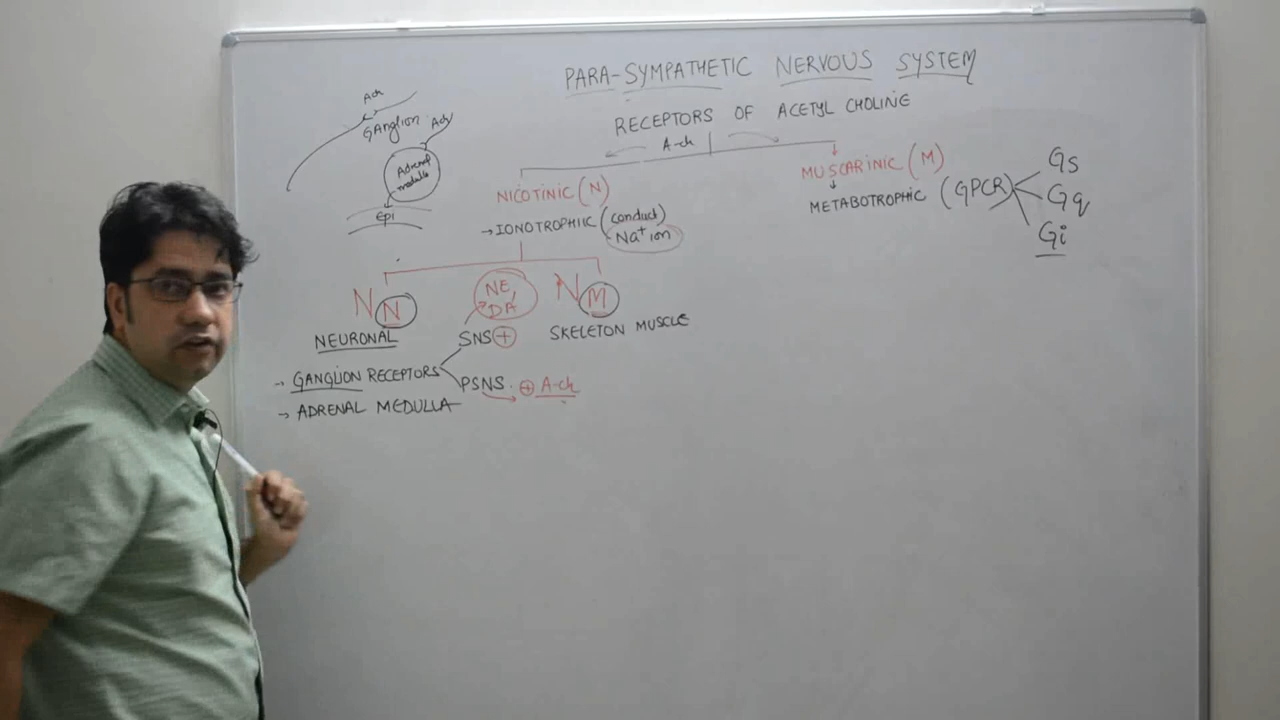 PARA-SYMPATHETIC NERVOUS SYSTEM
RECEPTORS OF ACETYL CHOLINE
A-ch
Ach
GAnglion
Ach
Adrenal medulla
Epi
NICOTINIC (N)
→ IONOTROPHIC (conduct) Na+ ion
MUSCARINIC (M)
METABOTROPHIC (GPCR)
Gs
Gq
Gi
NN
NEURONAL
NE, DA
NM
SKELETON MUSCLE
SNS +
→ GANGLION RECEPTORS
PSNS. + A-ch
→ ADRENAL MEDULLA